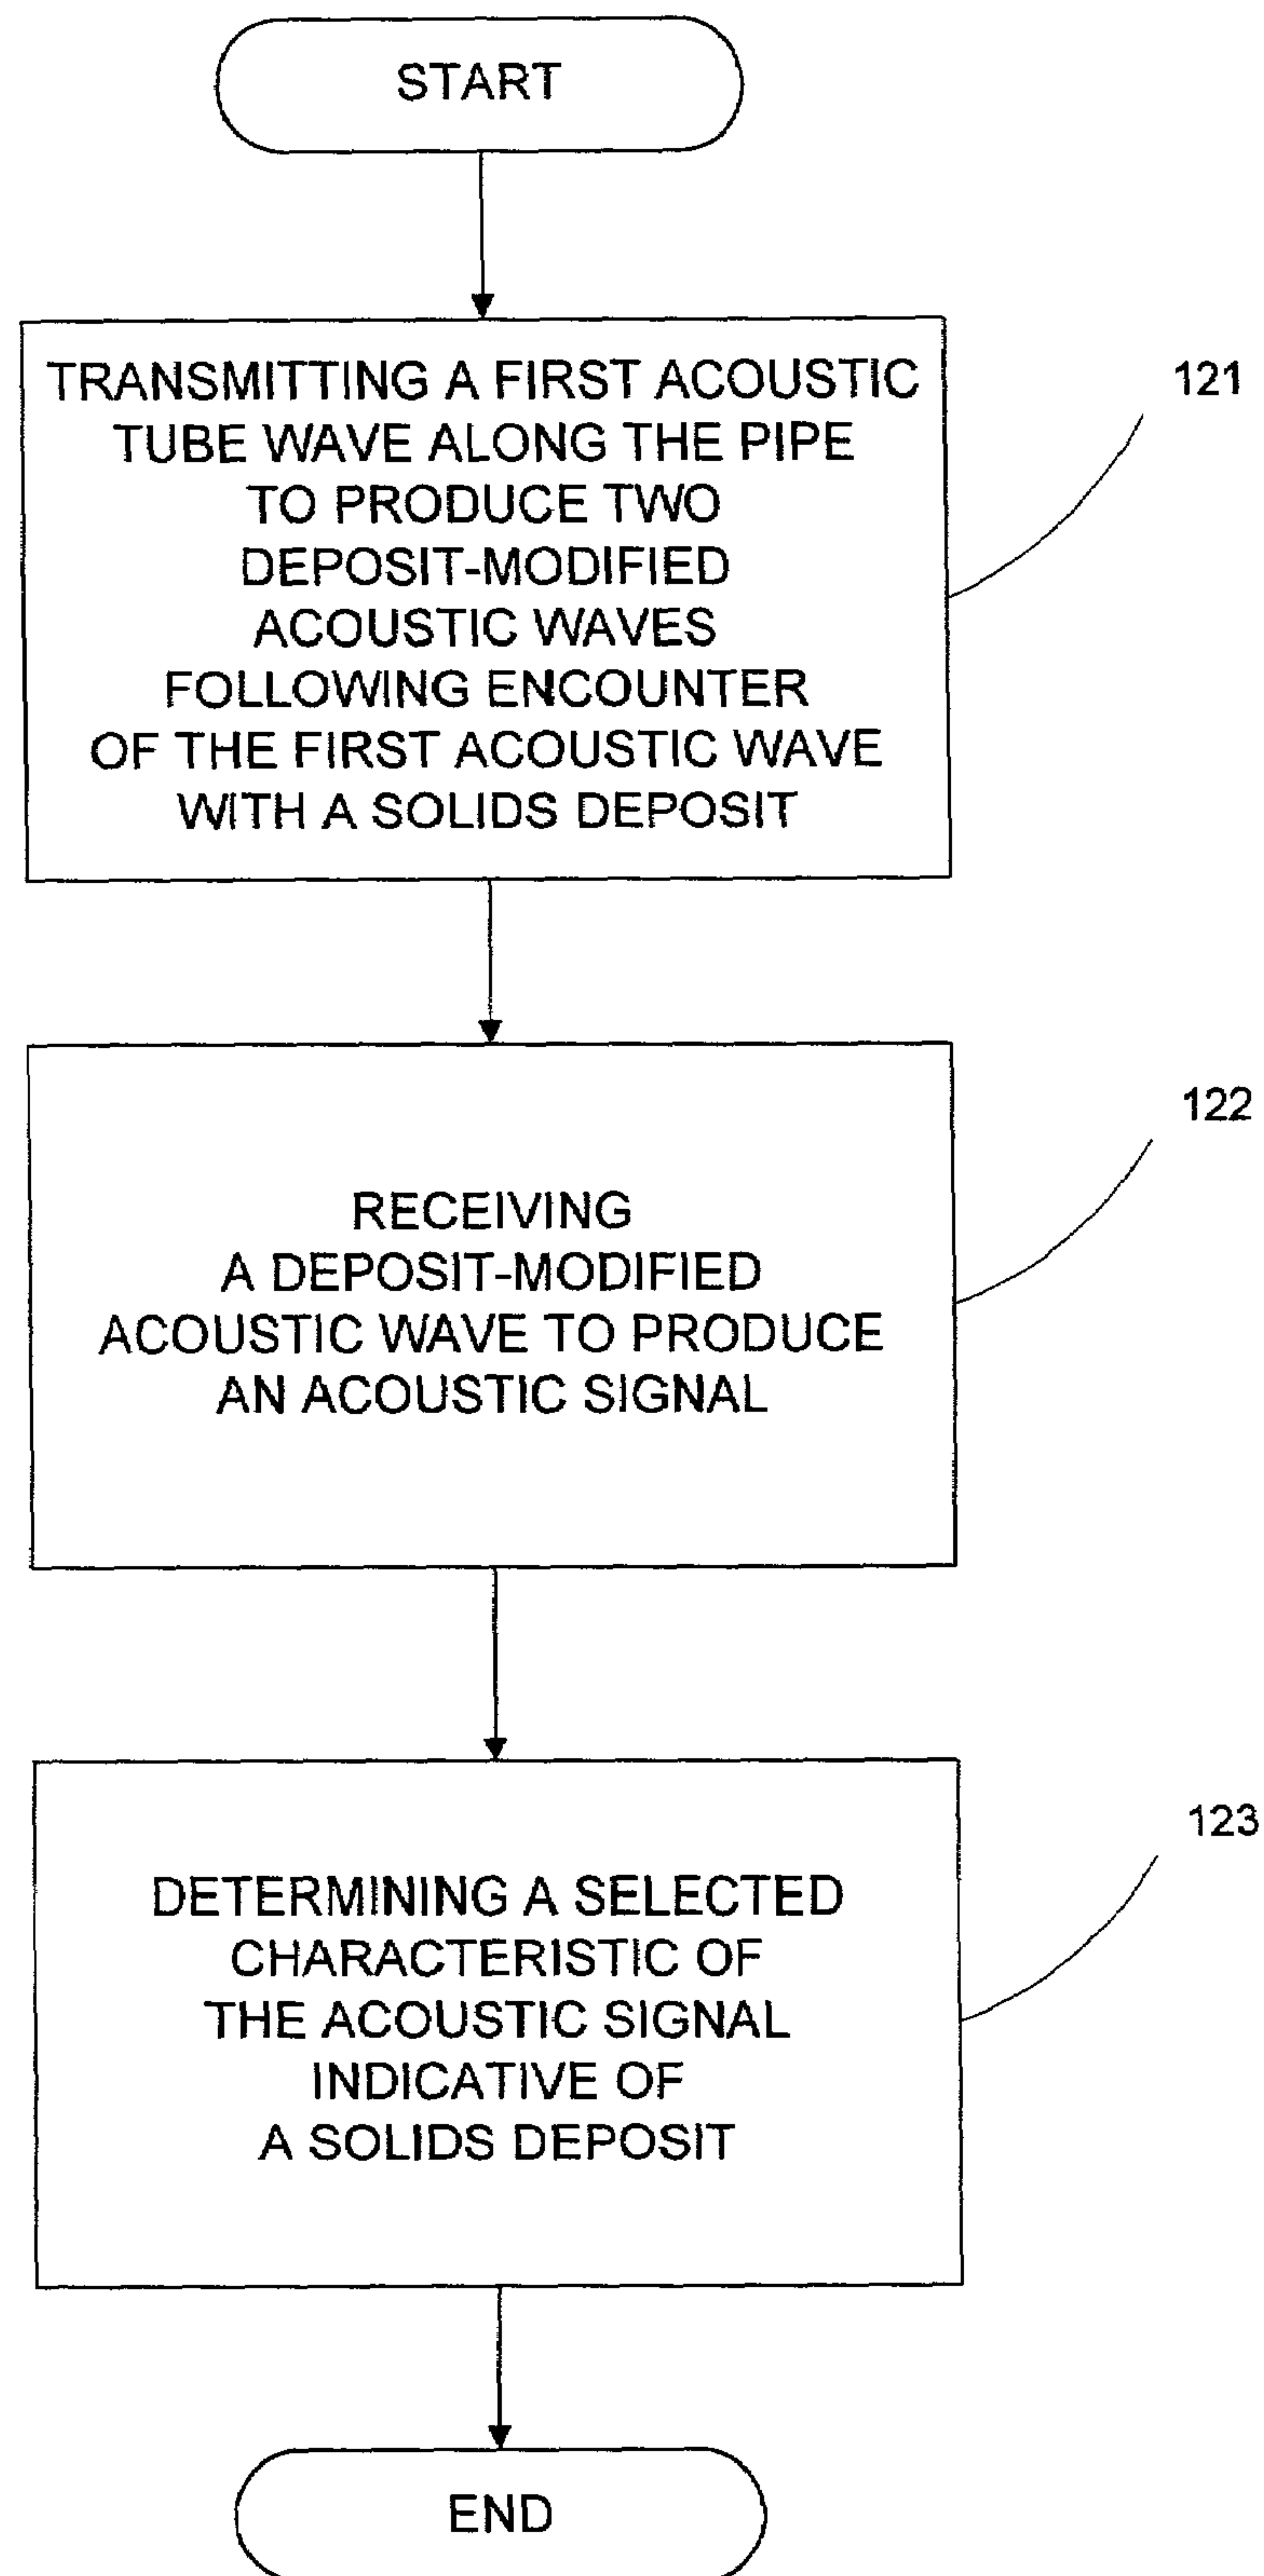 START
TRANSMITTING A FIRST ACOUSTIC
TUBE WAVE ALONG THE PIPE
TO PRODUCE TWO
DEPOSIT-MODIFIED
ACOUSTIC WAVES
FOLLOWING ENCOUNTER
OF THE FIRST ACOUSTIC WAVE
WITH A SOLIDS DEPOSIT
121
RECEIVING
A DEPOSIT-MODIFIED
ACOUSTIC WAVE TO PRODUCE
AN ACOUSTIC SIGNAL
122
DETERMINING A SELECTED
CHARACTERISTIC OF
THE ACOUSTIC SIGNAL
INDICATIVE OF
A SOLIDS DEPOSIT
123
END